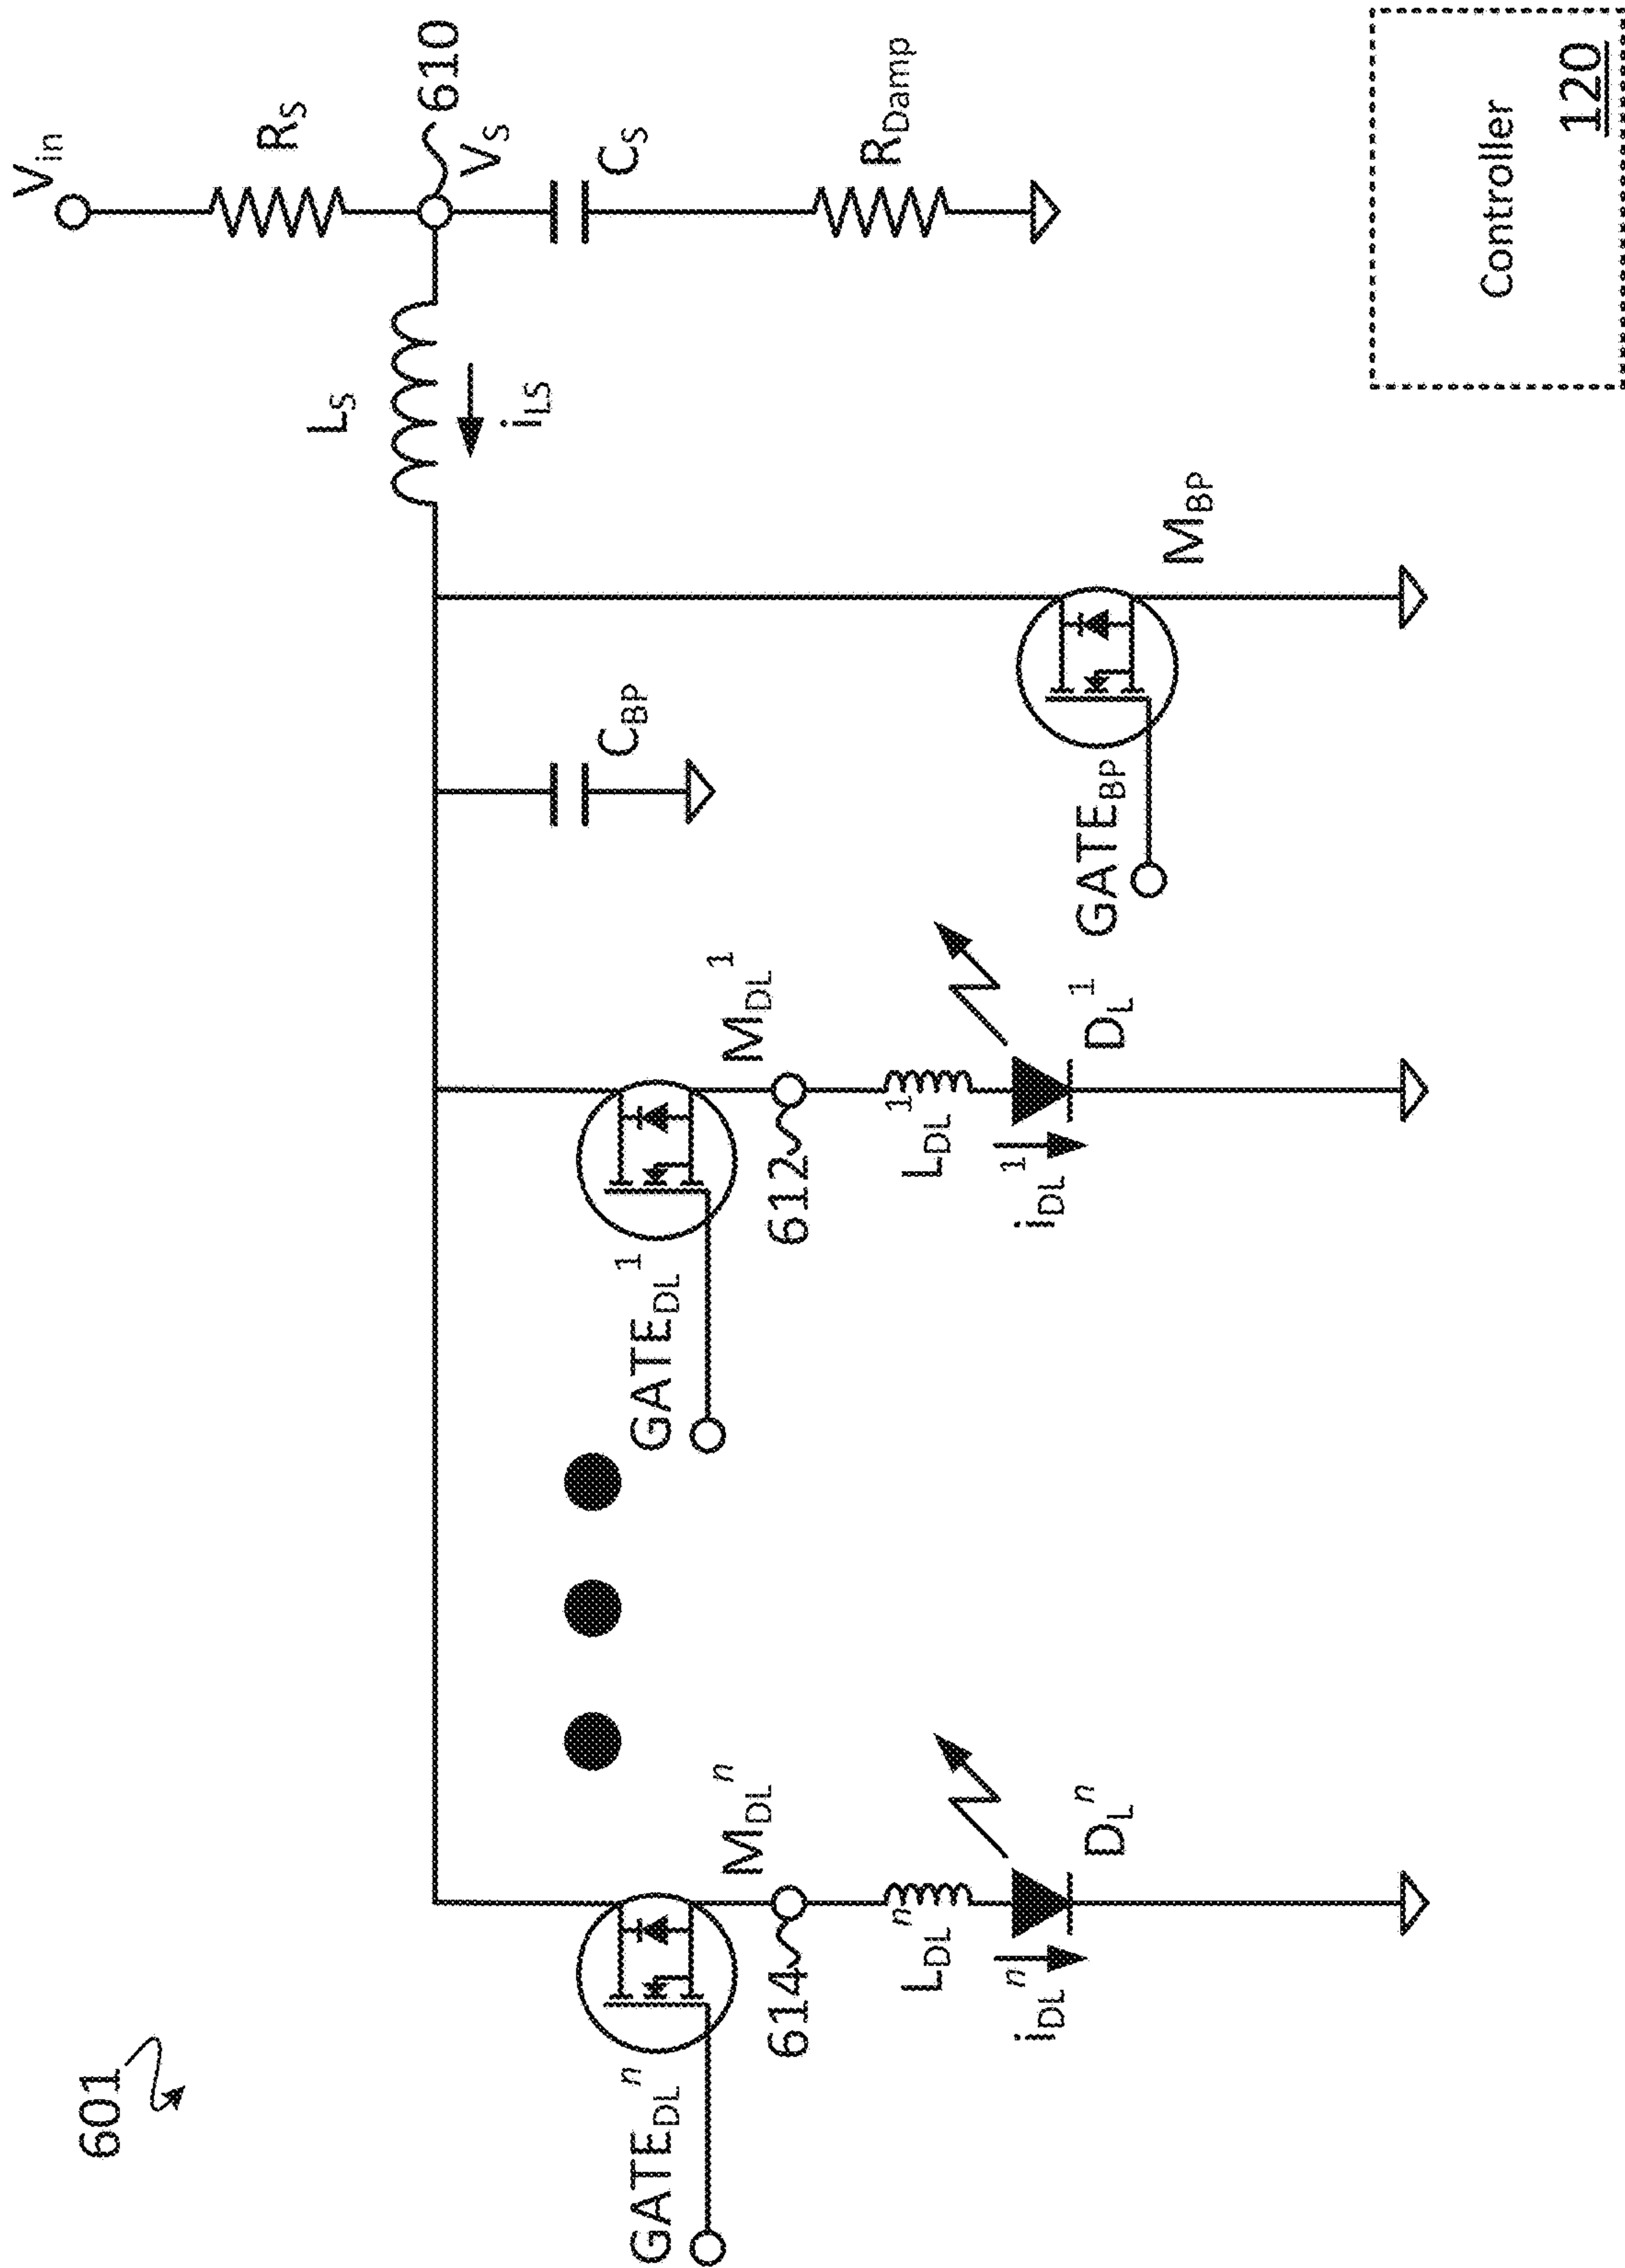 601
V_in
R_S
610
V_S
L_S
i_LS
C_S
R_Damp
C_BP
M_BP
GATE_BP
GATE_DL^n
M_DL^n
614
L_DL^n
i_DL^n
D_L^n
GATE_DL^1
M_DL^1
612
L_DL^1
i_DL^1
D_L^1
Controller
120